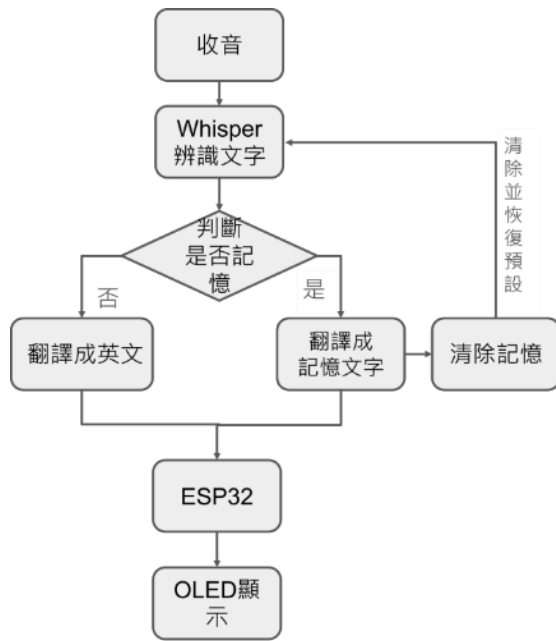 收音
Whisper
辨識文字
判斷
是否記
憶
否
是
翻譯成英文
翻譯成
記憶文字
清除記憶
清
除
並
恢
復
預
設
ESP32
OLED顯
示